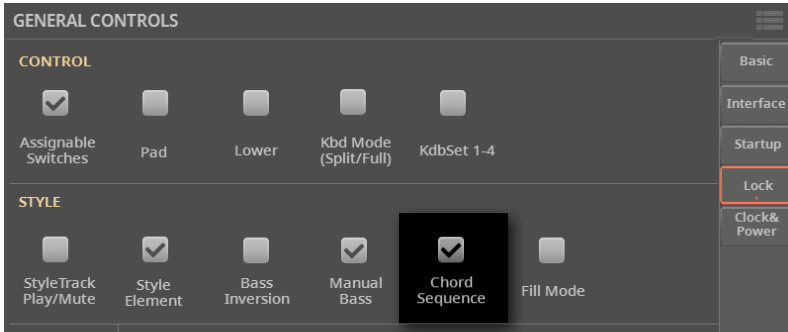 GENERAL CONTROLS
CONTROL
Assignable
Switches
Pad
Lower
Kbd Mode
(Split/Full)
KdbSet 1-4
STYLE
StyleTrack
Play/Mute
Style
Element
Bass
Inversion
Manual
Bass
Chord
Sequence
Fill Mode
Basic
Interface
Startup
Lock
Clock&
Power